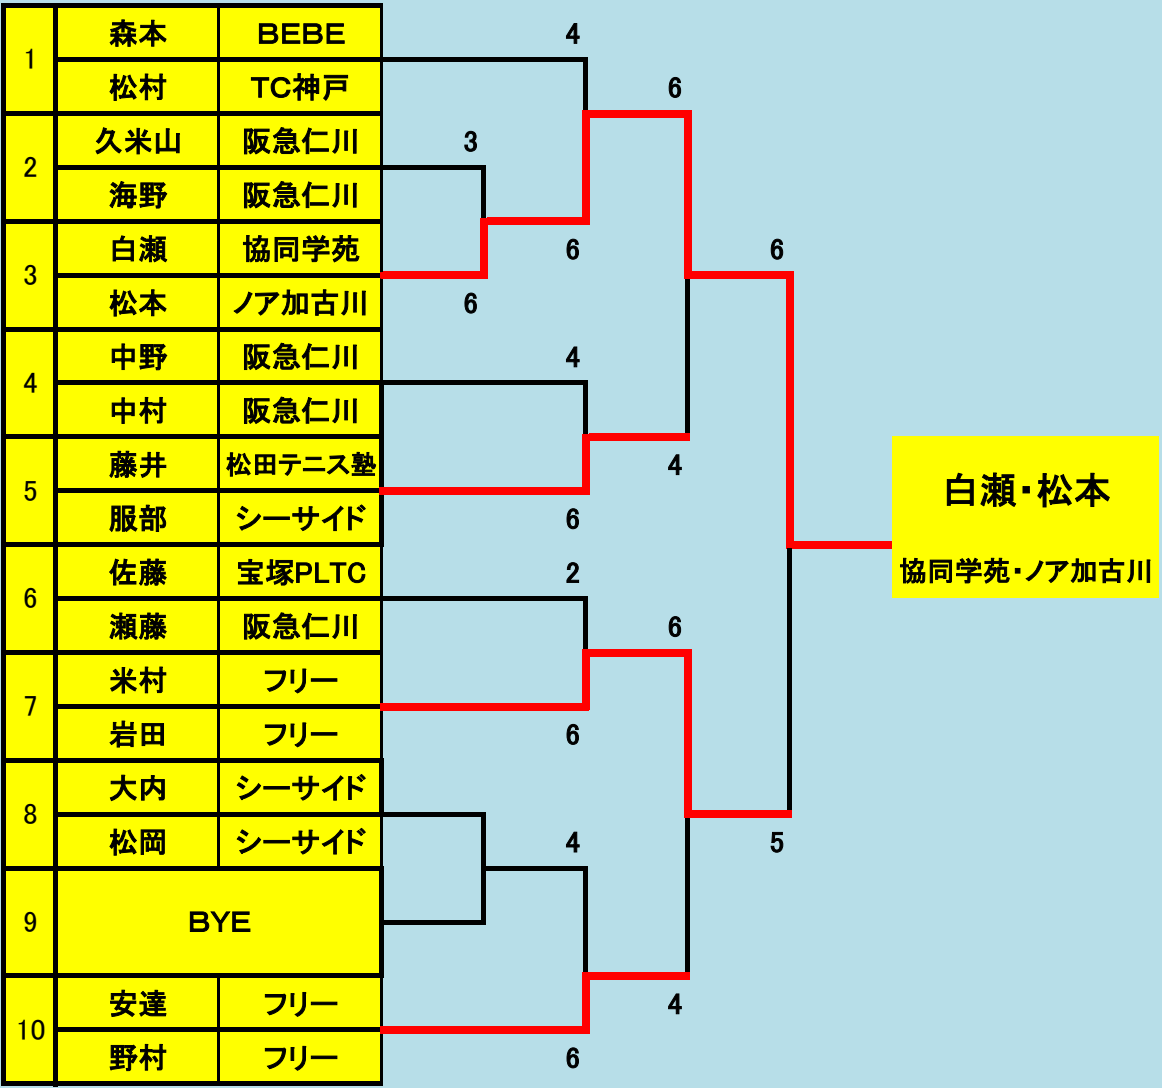 森本 BEBE 4
1
松村 TC神戸 6
久米山 阪急仁川 3
2
海野 阪急仁川
白瀬 協同学苑 6 6
3
松本 ノア加古川 6
中野 阪急仁川 4
4
中村 阪急仁川
藤井 松田テニス塾 4
5
白瀬・松本
服部 シーサイド 6
佐藤 宝塚PLTC 2
協同学苑・ノア加古川
6
瀬藤 阪急仁川 6
米村 フリー
7
岩田 フリー 6
大内 シーサイド
8
松岡 シーサイド 4 5
9 BYE
安達 フリー 4
10
野村 フリー 6